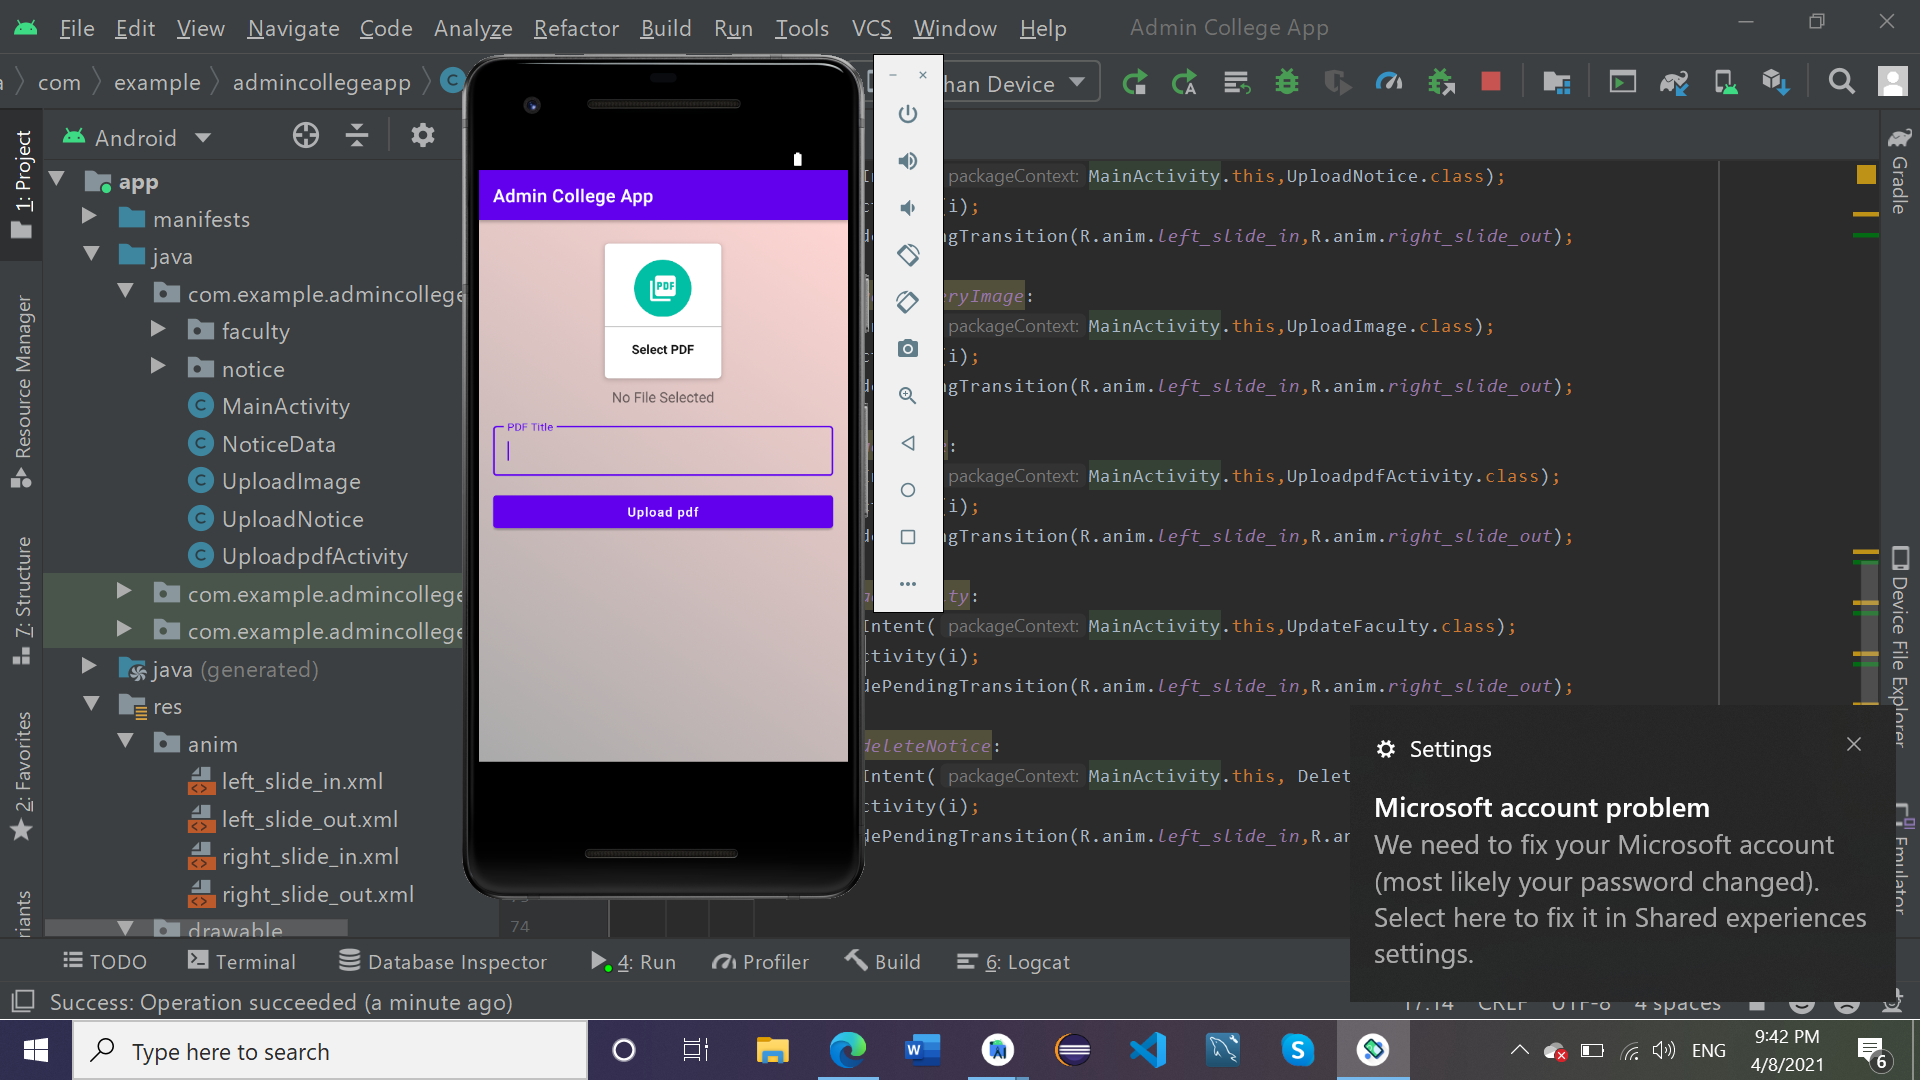 File Edit View Navigate Code Analyze Refactor Build Run Tools VCS Window Help Admin College App
com example admincollegeapp C
han Device
Android
1: Project
Resource Manager
7: Structure
2: Favorites
app
manifests
java
com.example.admincollege
faculty
notice
C MainActivity
C NoticeData
C UploadImage
C UploadNotice
C UploadpdfActivity
com.example.admincollege
com.example.admincollege
java (generated)
res
anim
left_slide_in.xml
left_slide_out.xml
right_slide_in.xml
right_slide_out.xml
drawable
Admin College App
PDF
Select PDF
No File Selected
PDF Title
Upload pdf
packageContext: MainActivity.this,UploadNotice.class);
(i);
ngTransition(R.anim.left_slide_in,R.anim.right_slide_out);
eryImage:
packageContext: MainActivity.this,UploadImage.class);
(i);
ngTransition(R.anim.left_slide_in,R.anim.right_slide_out);
:
packageContext: MainActivity.this,UploadpdfActivity.class);
(i);
ngTransition(R.anim.left_slide_in,R.anim.right_slide_out);
ty:
Intent( packageContext: MainActivity.this,UpdateFaculty.class);
ctivity(i);
dePendingTransition(R.anim.left_slide_in,R.anim.right_slide_out);
deleteNotice:
Intent( packageContext: MainActivity.this, Delet
ctivity(i);
dePendingTransition(R.anim.left_slide_in,R.an
74
Gradle
Device File Explorer
Emulator
Settings
Microsoft account problem
We need to fix your Microsoft account
(most likely your password changed).
Select here to fix it in Shared experiences
settings.
TODO Terminal Database Inspector 4: Run Profiler Build 6: Logcat
Success: Operation succeeded (a minute ago)
17:14 CRLF UTF-8 4 spaces
Type here to search
W
S
ENG
9:42 PM
4/8/2021
6